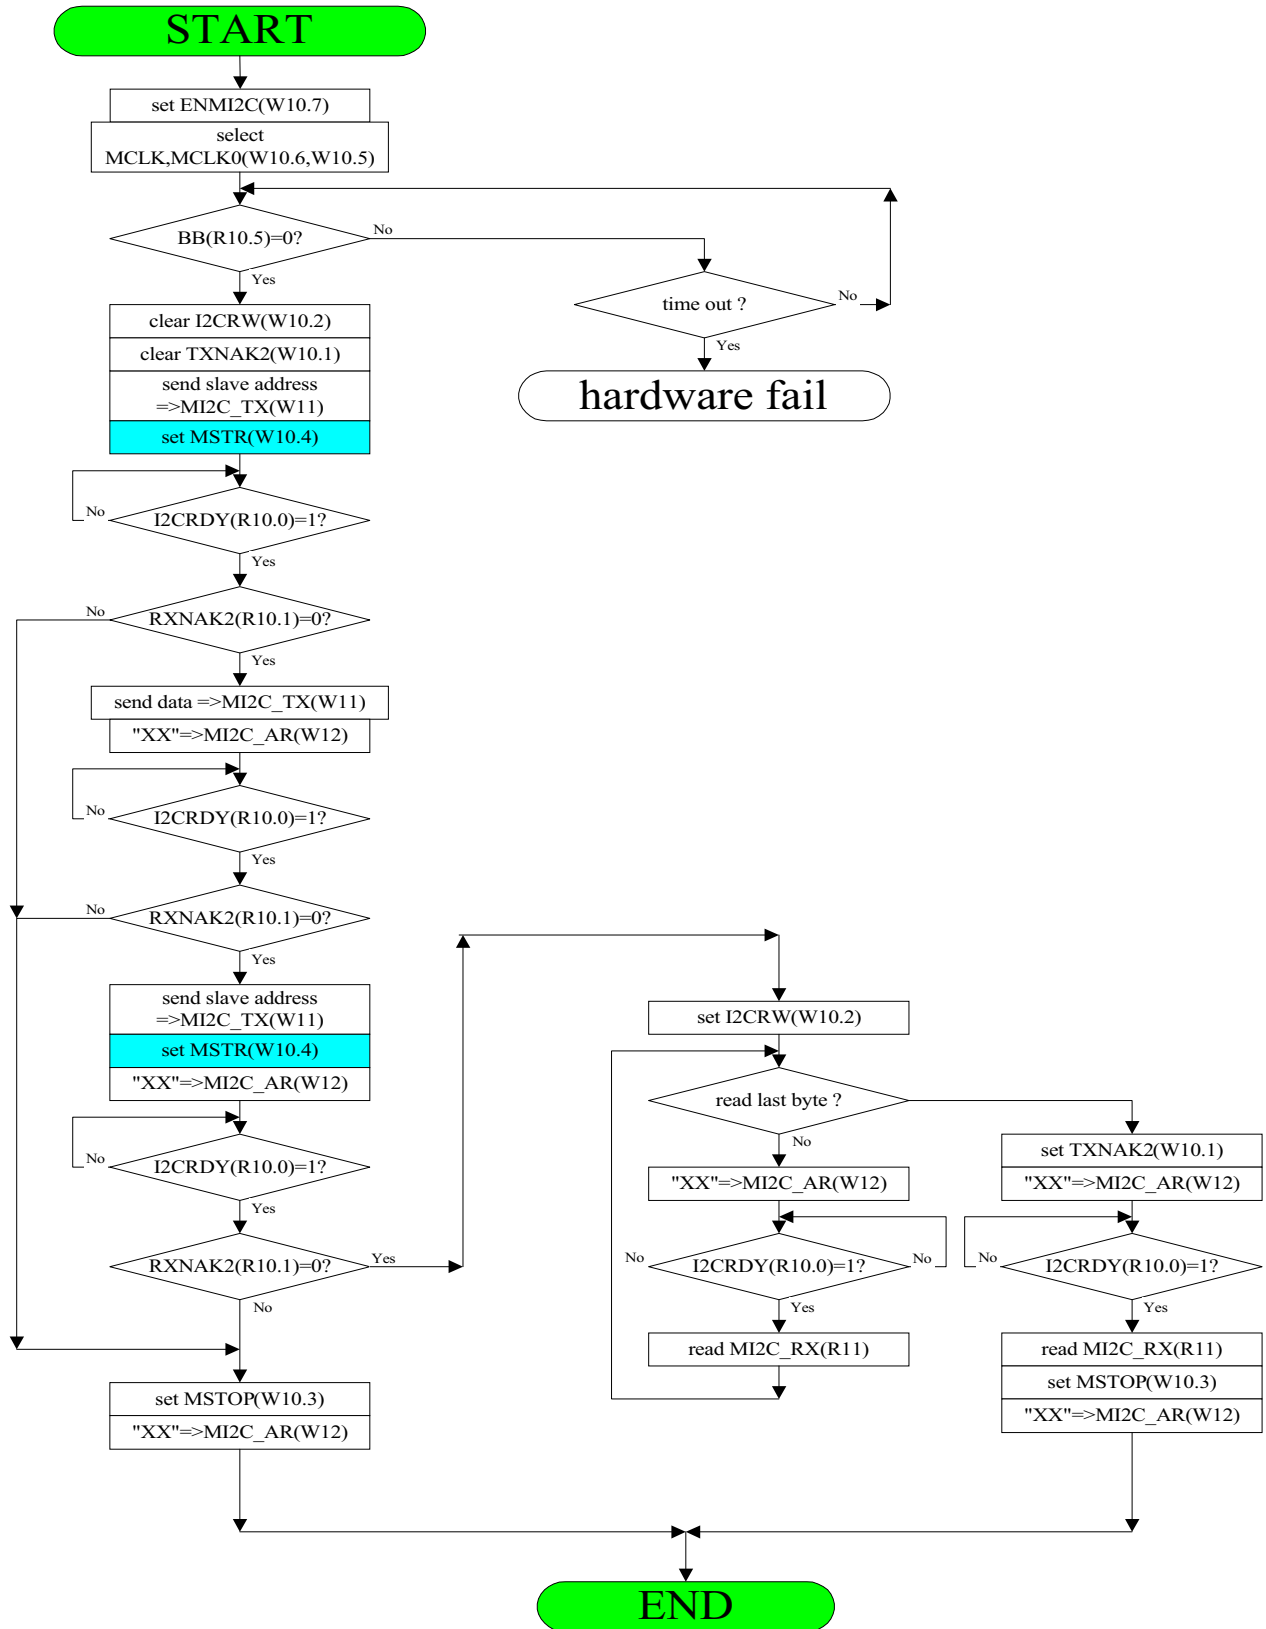 START
set ENMI2C(W10.7)
select
MCLK,MCLK0(W10.6,W10.5)
BB(R10.5)=0?
No
Yes
time out ?
No
Yes
hardware fail
clear I2CRW(W10.2)
clear TXNAK2(W10.1)
send slave address
=>MI2C_TX(W11)
set MSTR(W10.4)
No
I2CRDY(R10.0)=1?
Yes
No
RXNAK2(R10.1)=0?
Yes
send data =>MI2C_TX(W11)
"XX"=>MI2C_AR(W12)
No
I2CRDY(R10.0)=1?
Yes
No
RXNAK2(R10.1)=0?
Yes
send slave address
=>MI2C_TX(W11)
set MSTR(W10.4)
"XX"=>MI2C_AR(W12)
No
I2CRDY(R10.0)=1?
Yes
RXNAK2(R10.1)=0?
Yes
No
set MSTOP(W10.3)
"XX"=>MI2C_AR(W12)
set I2CRW(W10.2)
read last byte ?
No
"XX"=>MI2C_AR(W12)
No
I2CRDY(R10.0)=1?
No
Yes
read MI2C_RX(R11)
set TXNAK2(W10.1)
"XX"=>MI2C_AR(W12)
No
I2CRDY(R10.0)=1?
Yes
read MI2C_RX(R11)
set MSTOP(W10.3)
"XX"=>MI2C_AR(W12)
END